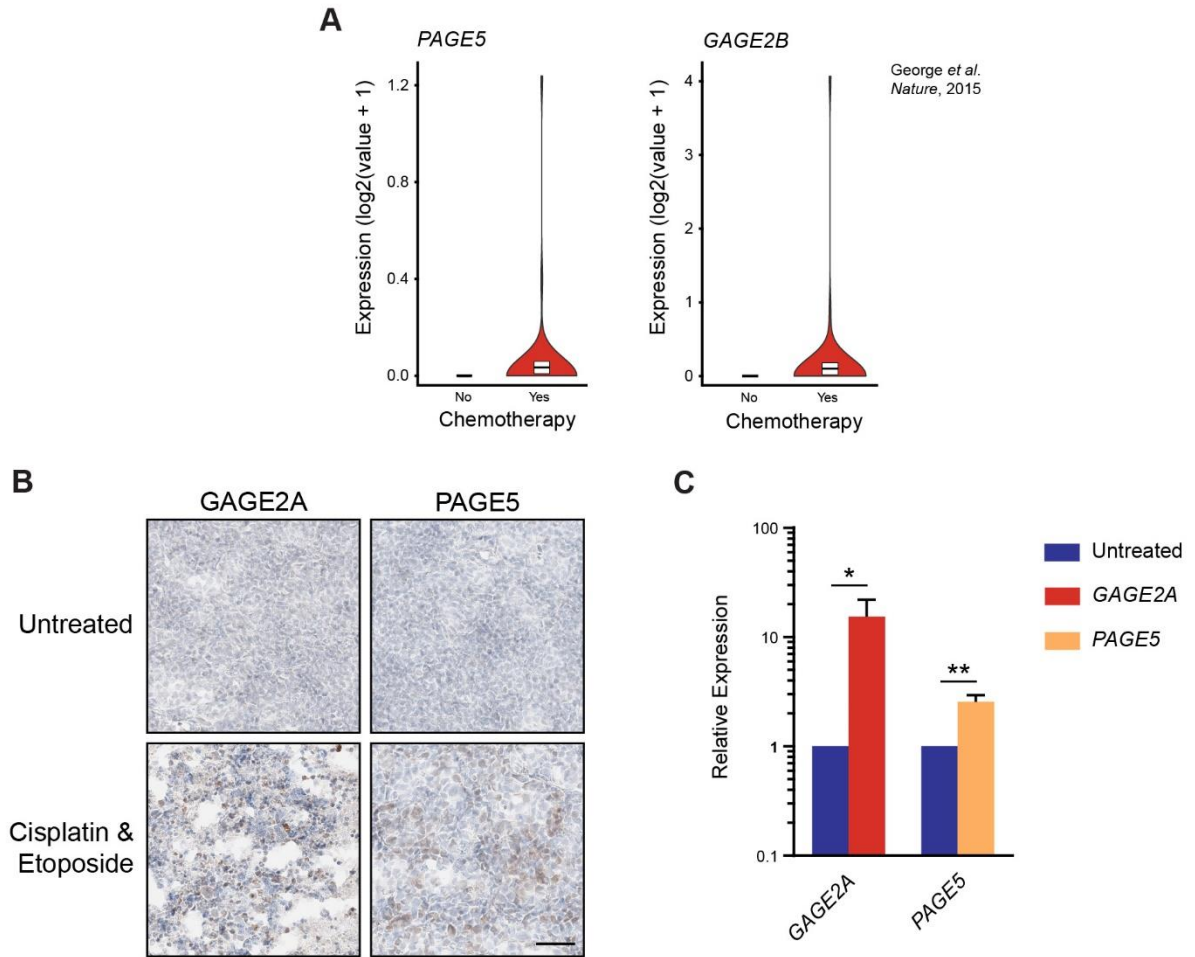 A
PAGE5
GAGE2B
George et al.
Nature, 2015
Expression (log2(value + 1)
1.2
0.8
0.4
0.0
No
Yes
Chemotherapy
Expression (log2(value + 1)
4
3
2
1
0
No
Yes
Chemotherapy
B
GAGE2A
PAGE5
Untreated
Cisplatin &
Etoposide
C
Relative Expression
100
10
1
0.1
*
**
GAGE2A
PAGE5
Untreated
GAGE2A
PAGE5